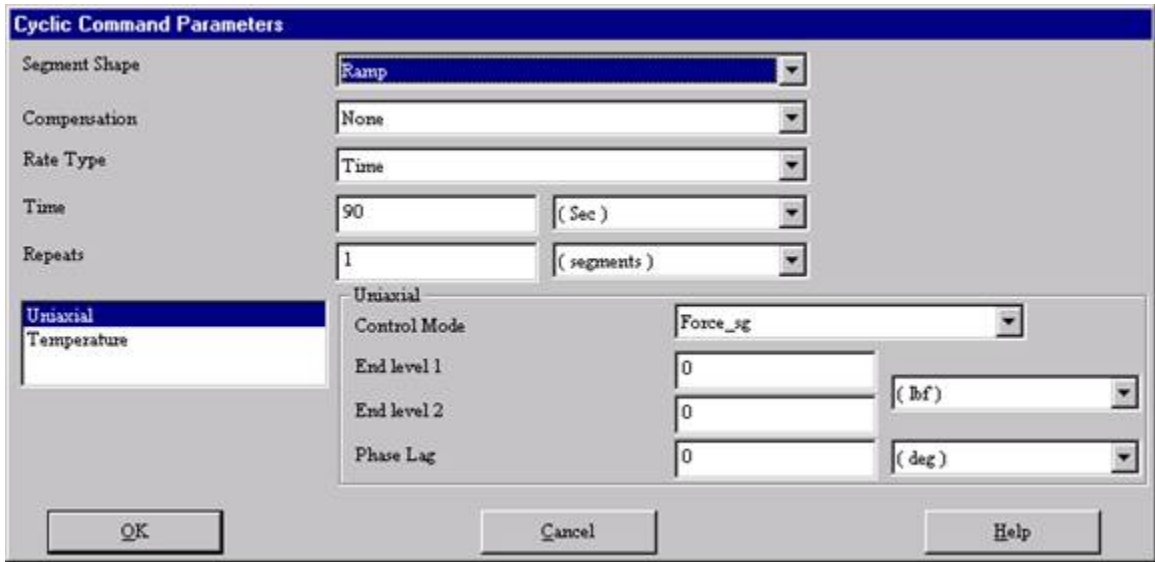 Cyclic Command Parameters
Segment Shape
Ramp
Compensation
None
Rate Type
Time
Time
90
( Sec )
Repeats
1
( segments )
Uniaxial
Temperature
Uniaxial
Control Mode
Force_sg
End level 1
0
( lbf )
End level 2
0
Phase Lag
0
( deg )
OK
Cancel
Help